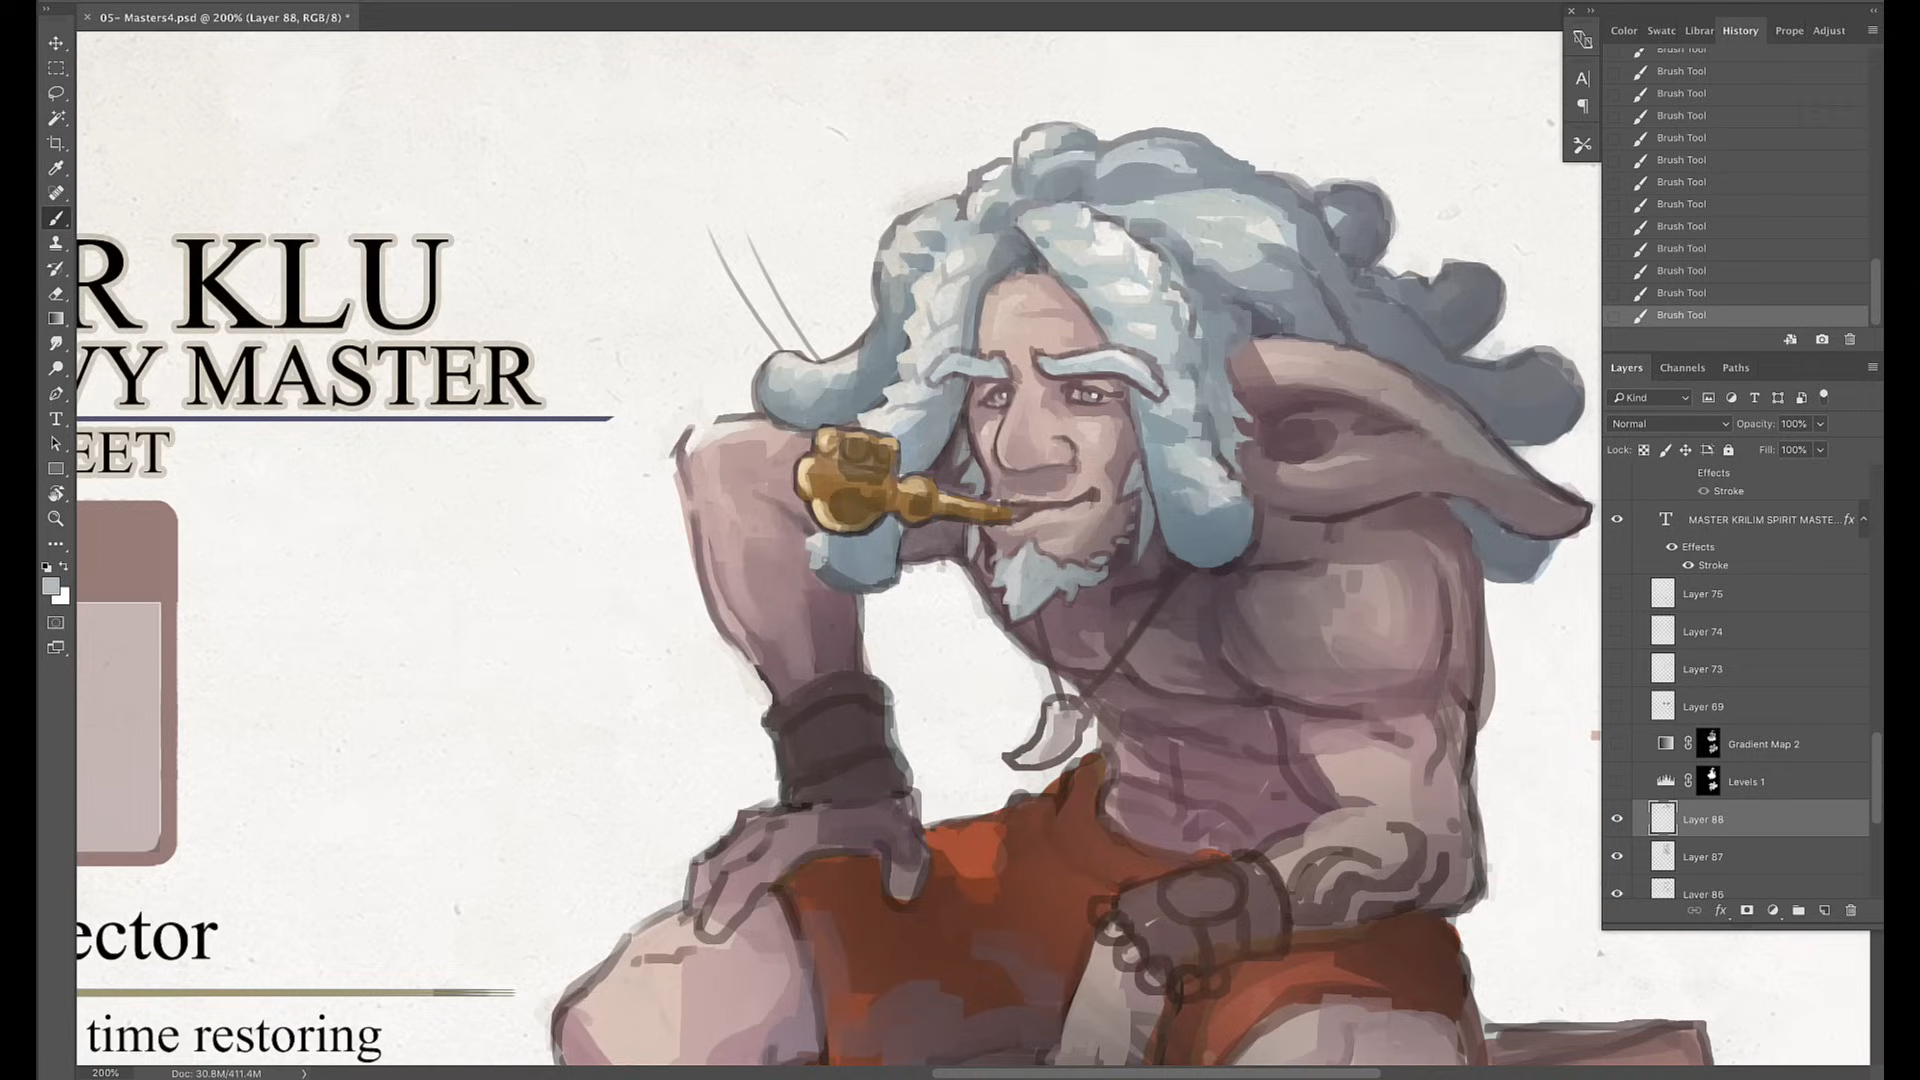 05- Masters4.psd @ 200% (Layer 88, RGB/8) *
Color Swatc Librar History Prope Adjust
Brush Tool
Brush Tool
Brush Tool
Brush Tool
Brush Tool
Brush Tool
Brush Tool
Brush Tool
Brush Tool
Brush Tool
Brush Tool
Brush Tool
Brush Tool
Layers Channels Paths
Kind
Normal Opacity: 100%
Lock: Fill: 100%
Effects
Stroke
MASTER KRILIM SPIRIT MASTE... fx
Effects
Stroke
Layer 75
Layer 74
Layer 73
Layer 69
Gradient Map 2
Levels 1
Layer 88
Layer 87
Layer 86
fx
R KLU
VY MASTER
EET
ector
time restoring
200% Doc: 30.8M/411.4M